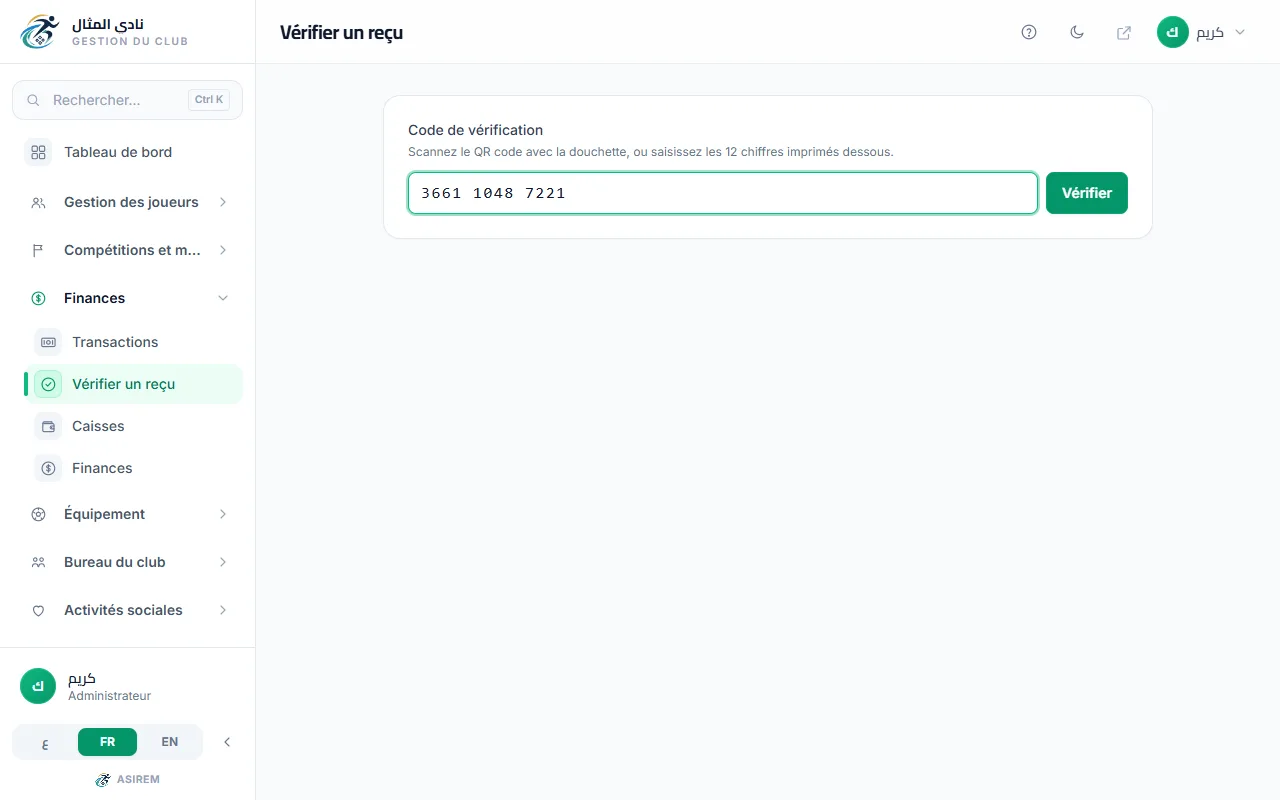 نادي المثال
GESTION DU CLUB
Vérifier un reçu
ك
كريم
Rechercher...
Ctrl K
Tableau de bord
Gestion des joueurs
Compétitions et m...
Finances
Transactions
Vérifier un reçu
Caisses
Finances
Équipement
Bureau du club
Activités sociales
Code de vérification
Scannez le QR code avec la douchette, ou saisissez les 12 chiffres imprimés dessous.
3661 1048 7221
Vérifier
ك
كريم
Administrateur
ع
FR
EN
ASIREM